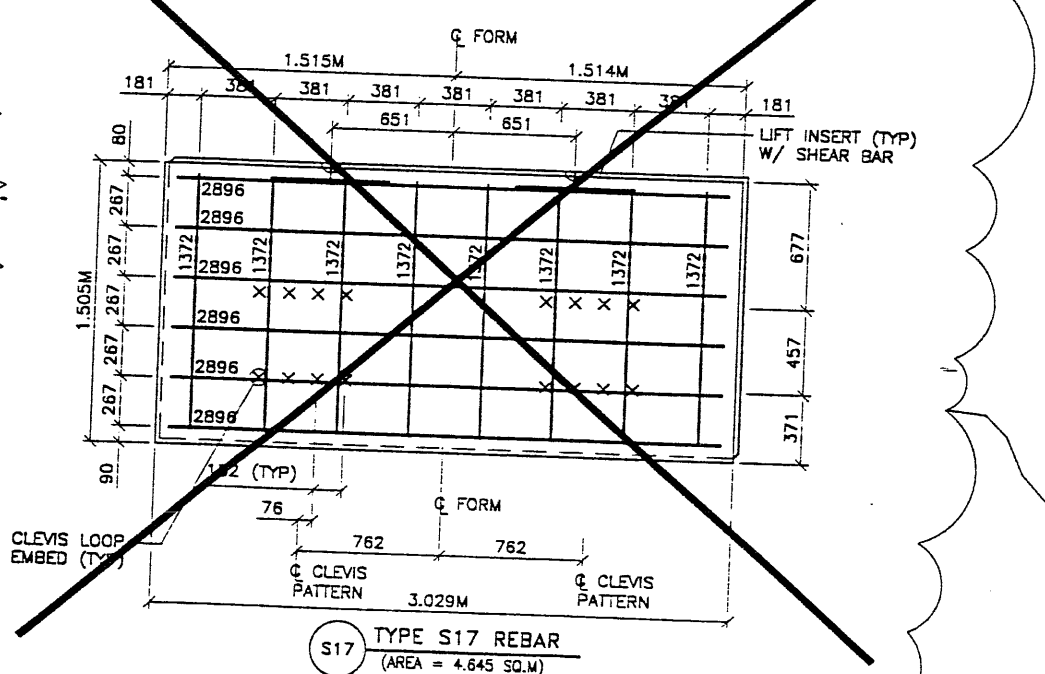 ℄ FORM
1.515M 1.514M
181 381 381 381 381 381 381 381 181
651 651
LIFT INSERT (TYP)
W/ SHEAR BAR
80
267
267
267
267
267
90
1.505M
2896
2896
2896
2896
2896
2896
1372 1372 1372 1372 1372 1372 1372 1372
677
457
371
(TYP)
76
℄ FORM
762 762
CLEVIS LOOP
EMBED (TYP)
℄ CLEVIS
PATTERN
℄ CLEVIS
PATTERN
3.029M
S17 TYPE S17 REBAR
(AREA = 4.645 SQ.M)